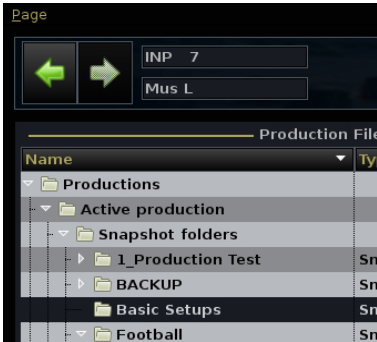 Page
INP 7
Mus L
Production File
Name Ty
Productions
Active production
Snapshot folders
1_Production Test Sn
BACKUP Sn
Basic Setups Sn
Football Sn